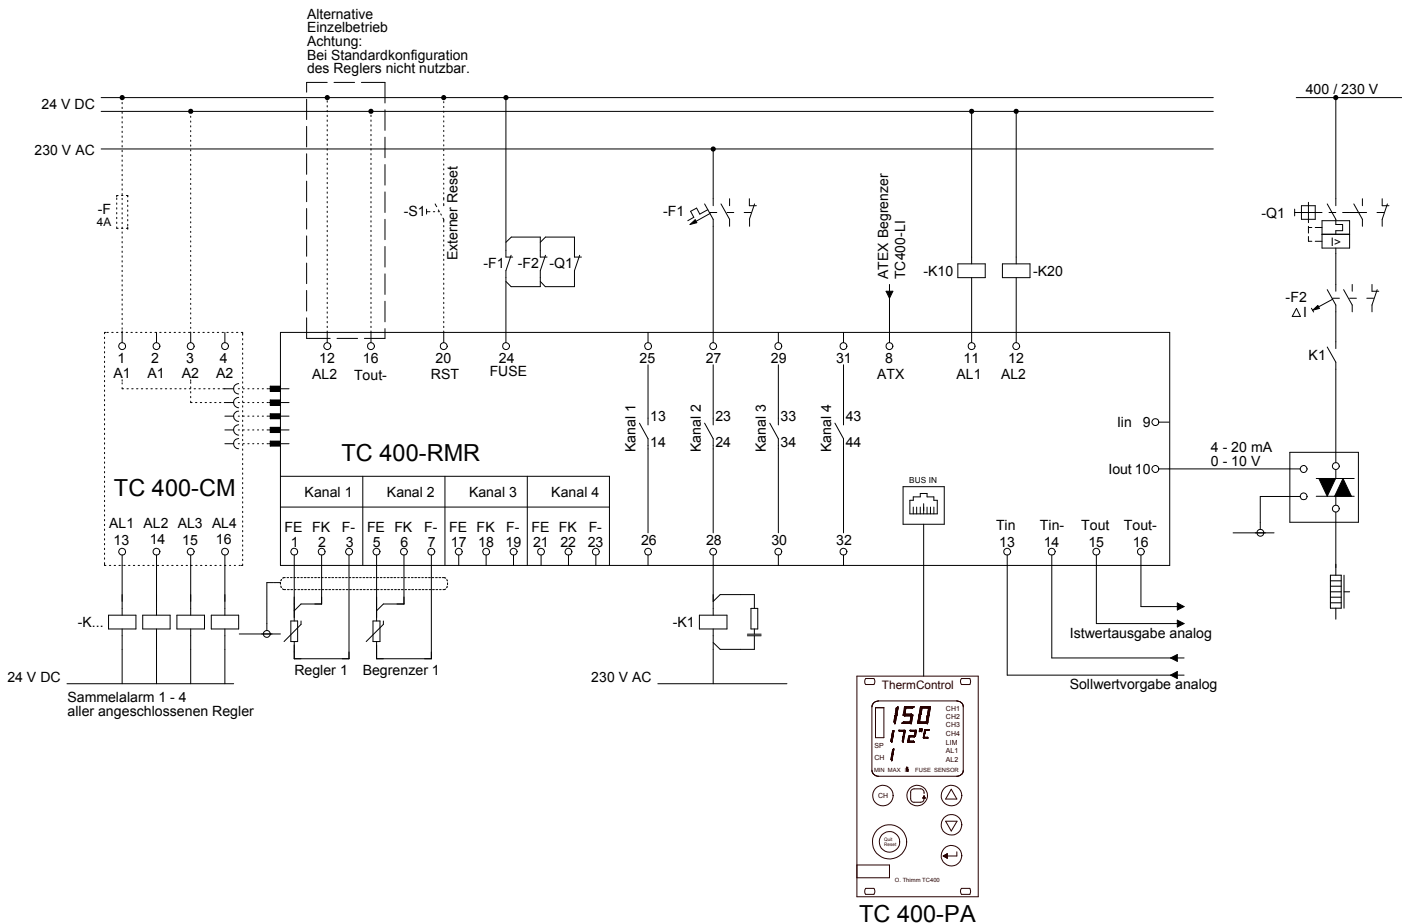 Alternative
Einzelbetrieb
Achtung:
Bei Standardkonfiguration
des Reglers nicht nutzbar.
24 V DC
400 / 230 V
230 V AC
-F
4A
-S1
Externer Reset
-F1
-F2
-Q1
-F1
ATEX Begrenzer
TC400-LI
-K10
-K20
-Q1
I>
-F2
ΔI
K1
1 2 3 4
A1 A1 A2 A2
12 16 20 24
AL2 Tout- RST FUSE
25 27 29 31 8 11 12
ATX AL1 AL2
Kanal 1 13 14
Kanal 2 23 24
Kanal 3 33 34
Kanal 4 43 44
Iin 9
Iout 10
4 - 20 mA
0 - 10 V
TC 400-RMR
TC 400-CM
Kanal 1 Kanal 2 Kanal 3 Kanal 4
BUS IN
AL1 AL2 AL3 AL4
13 14 15 16
FE FK F- FE FK F- FE FK F- FE FK F-
1 2 3 5 6 7 17 18 19 21 22 23
26 28 30 32
Tin Tin- Tout Tout-
13 14 15 16
-K...
-K1
Regler 1 Begrenzer 1
Istwertausgabe analog
Sollwertvorgabe analog
24 V DC
230 V AC
Sammelalarm 1 - 4
aller angeschlossenen Regler
ThermControl
150
172°C
1
SP
CH
CH1
CH2
CH3
CH4
LIM
AL1
AL2
MIN MAX FUSE SENSOR
CH
Quit
Reset
O. Thimm TC400
TC 400-PA